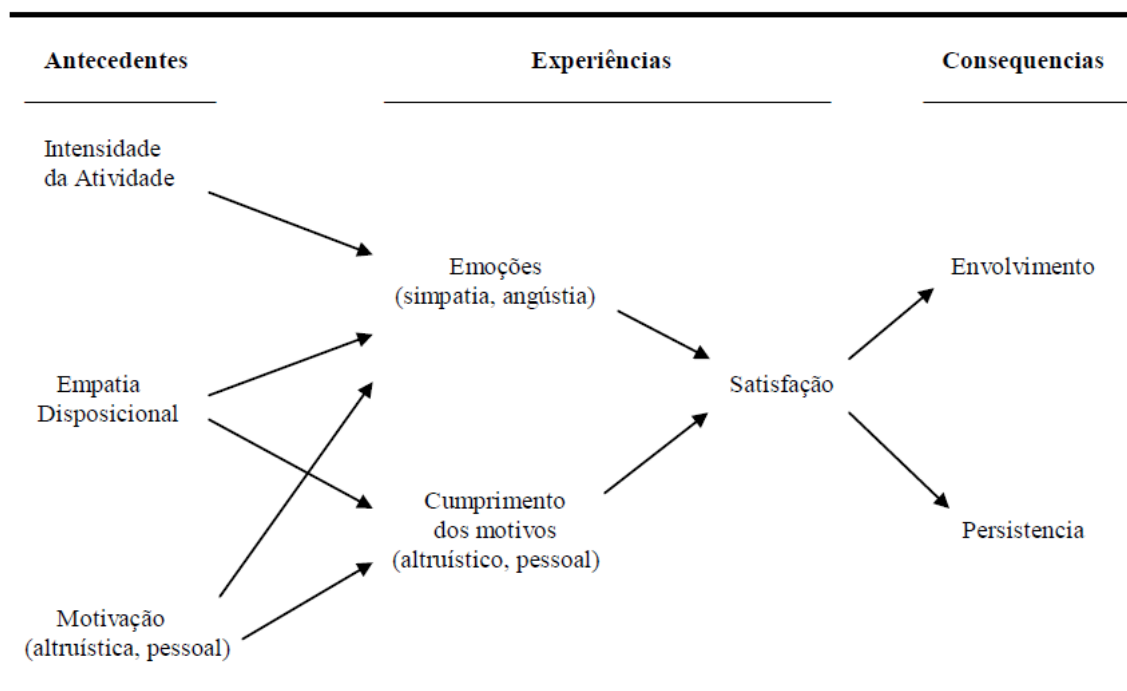 Antecedentes
Experiências
Consequencias
Intensidade
da Atividade
Emoções
(simpatia, angústia)
Envolvimento
Empatia
Disposicional
Satisfação
Cumprimento
dos motivos
(altruístico, pessoal)
Persistencia
Motivação
(altruística, pessoal)